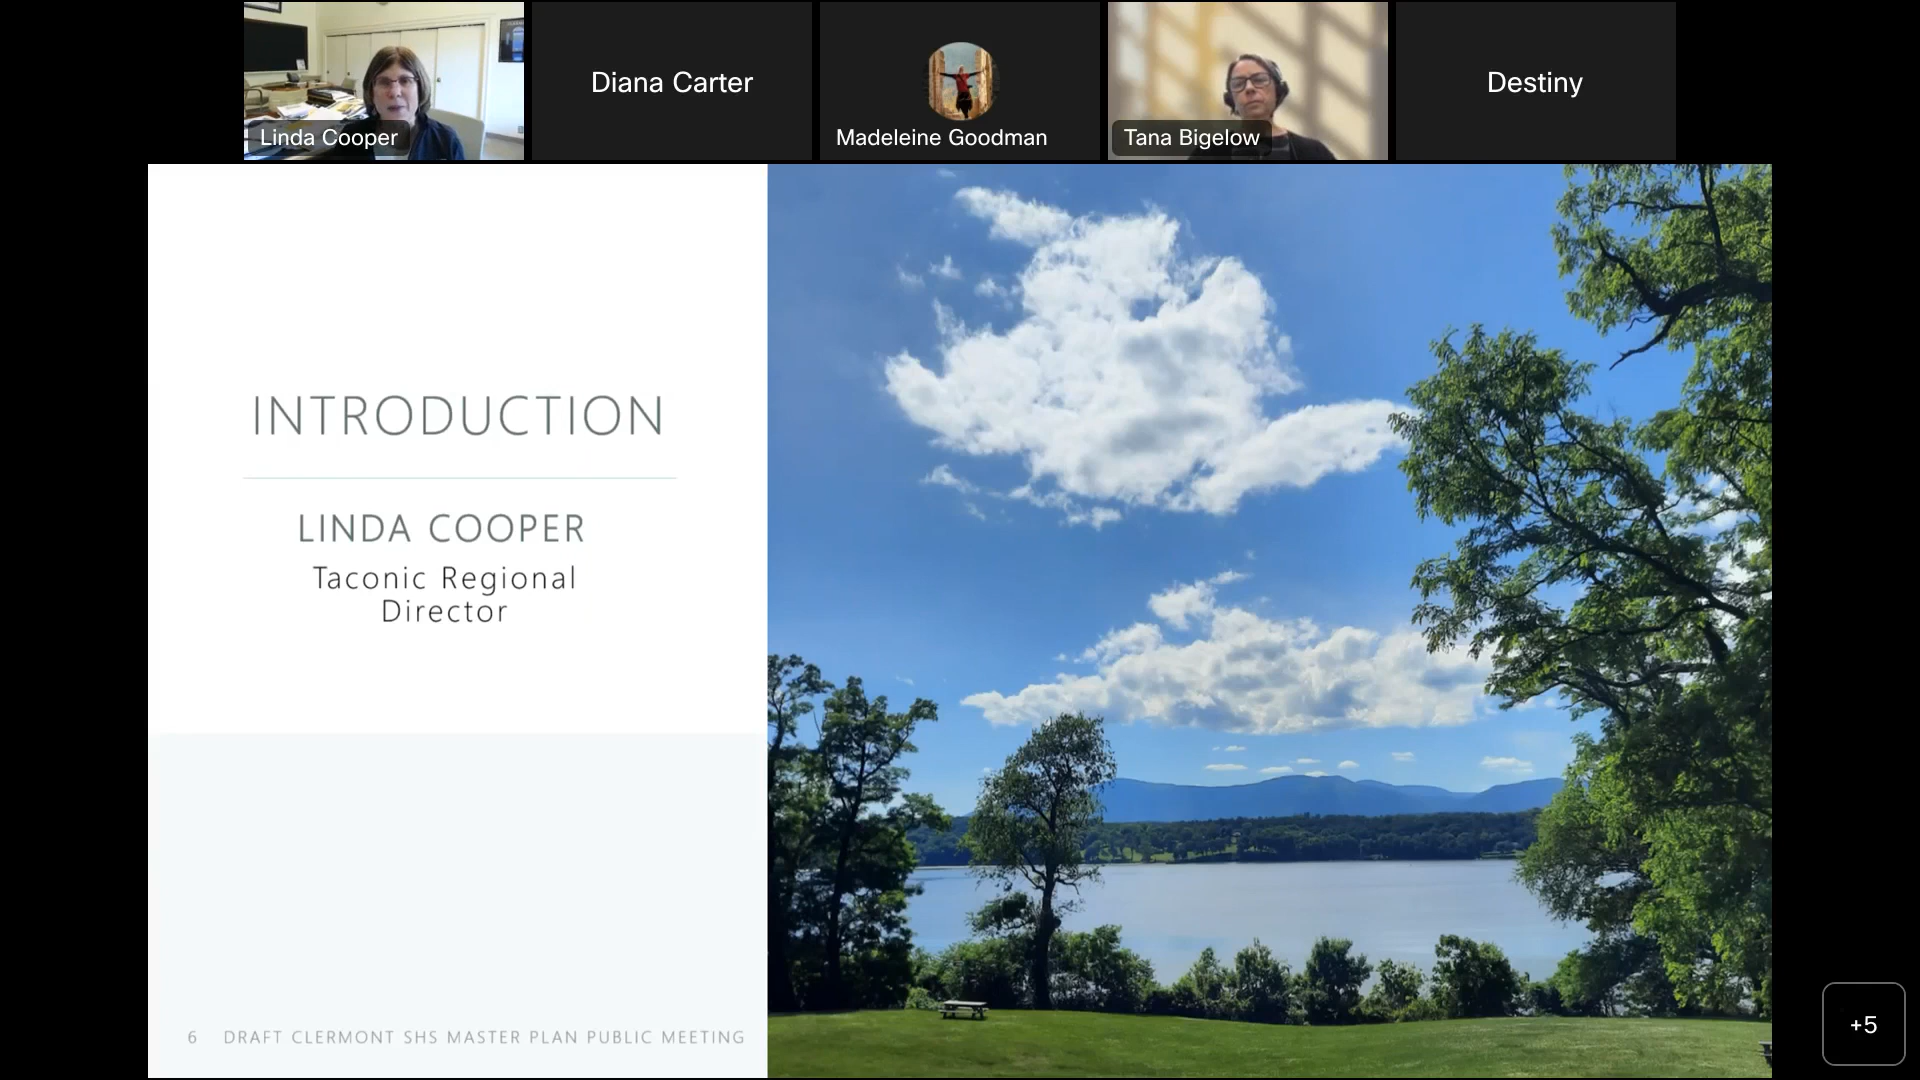 Linda Cooper
Diana Carter
Madeleine Goodman
Tana Bigelow
Destiny
INTRODUCTION
LINDA COOPER
Taconic Regional
Director
6 DRAFT CLERMONT SHS MASTER PLAN PUBLIC MEETING
+5